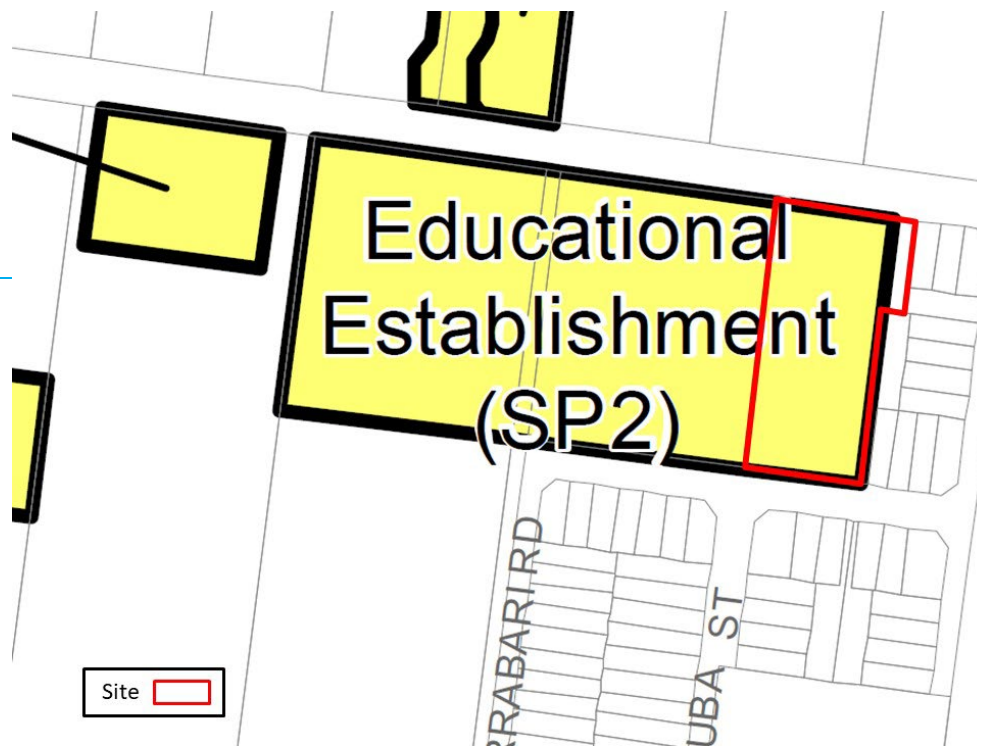 Educational
Establishment
(SP2)
RRABARI RD
UBA ST
Site